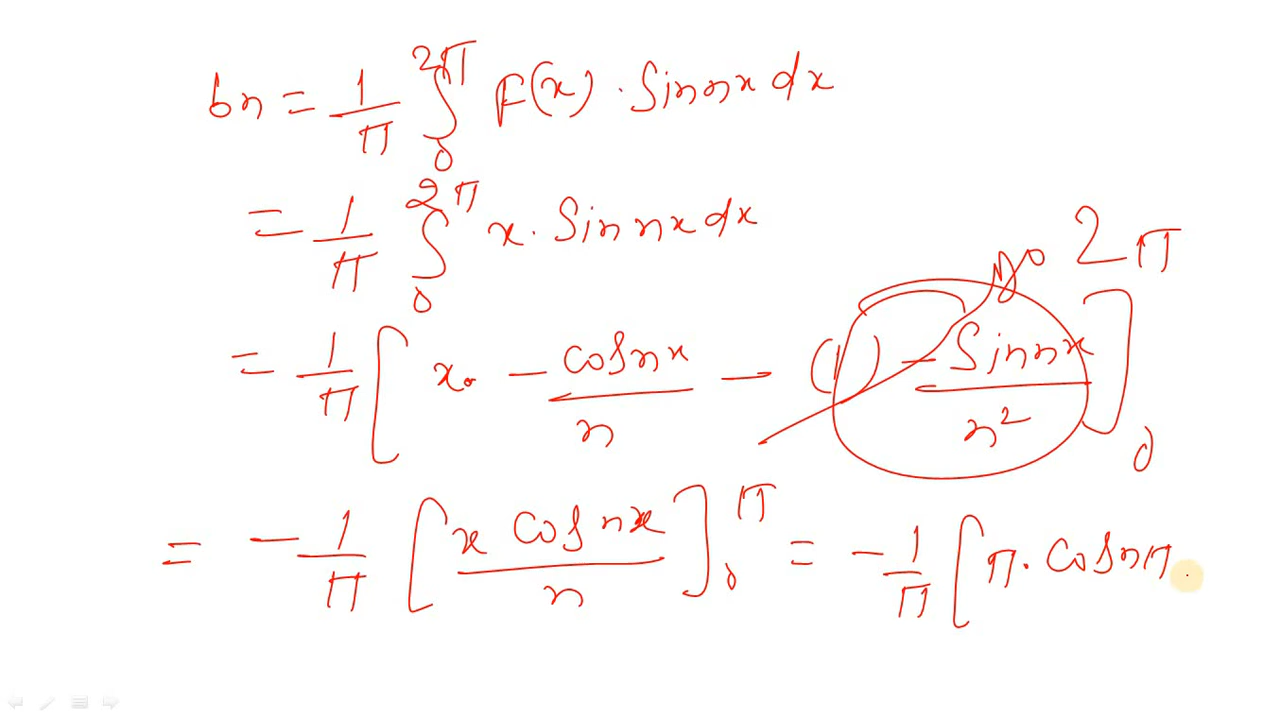 bn = 1/π ∫₀^2π F(x) . Sin nx dx
= 1/π ∫₀^2π x . Sin nx dx
= 1/π [ x . - cos nx / n - (1) - Sin nx / n² ]₀^2π
= - 1/π [ x cos nx / n ]₀^π = - 1/π [ π . cos nπ .